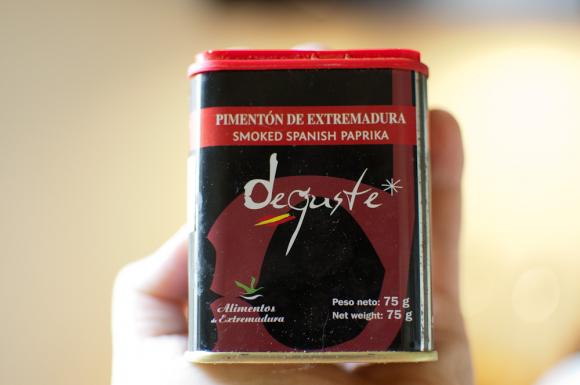 PIMENTÓN DE EXTREMADURA
SMOKED SPANISH PAPRIKA
deguste*
Alimentos
de Extremadura
Peso neto: 75 g
Net weight: 75 g